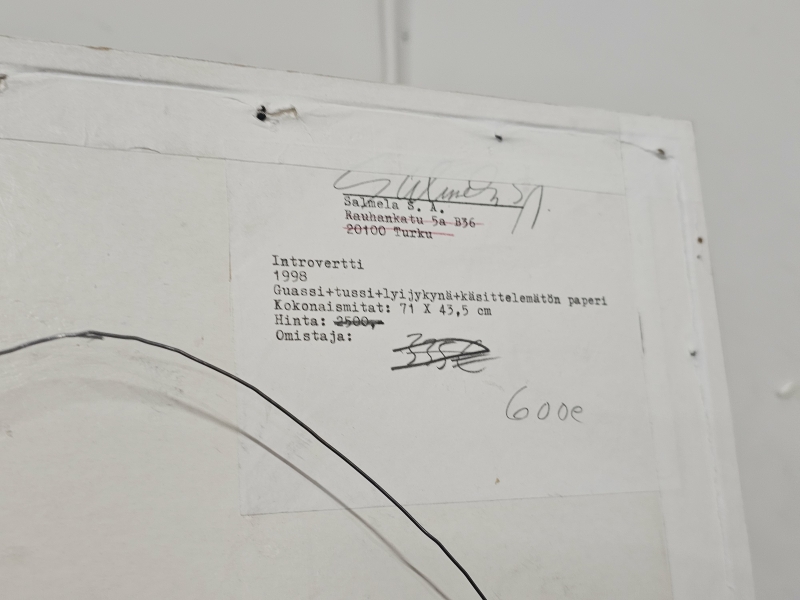 Salmela S. A.
Rauhankatu 5a B36
20100 Turku
Introvertti
1998
Guassi+tussi+lyijykynä+käsittelemätön paperi
Kokonaismitat: 71 X 43,5 cm
Hinta: 2500,-
Omistaja:
335€
600e